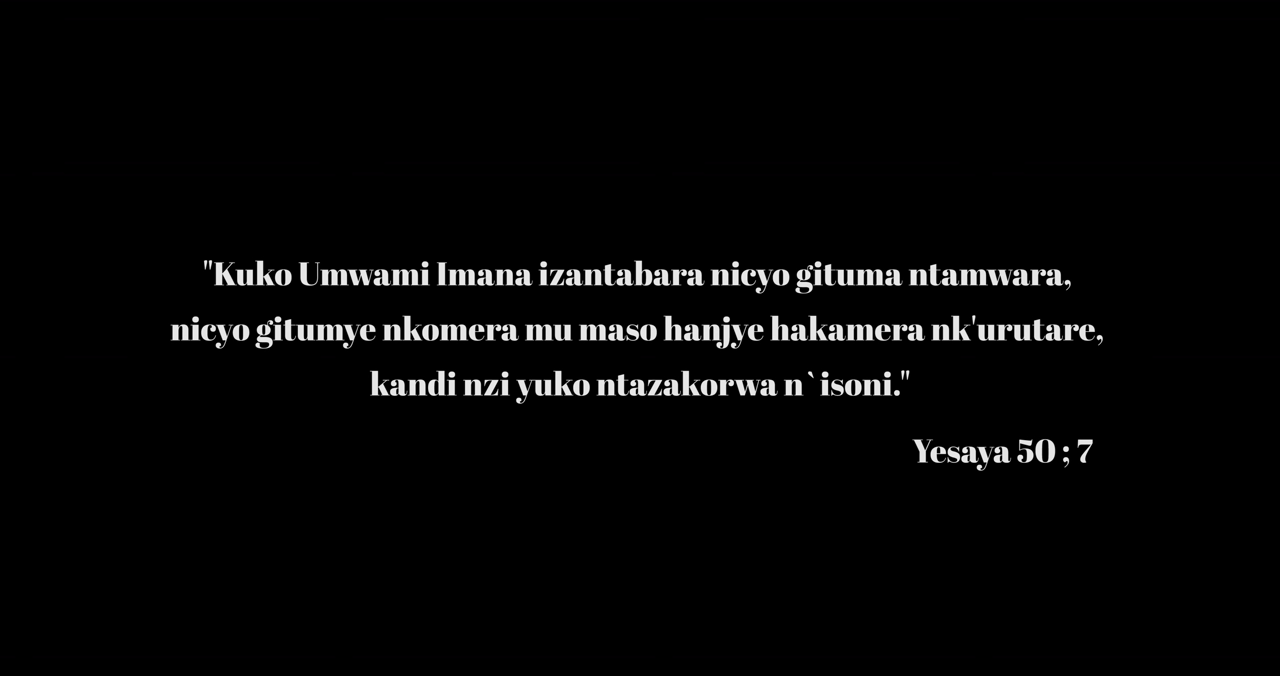 "Kuko Umwami Imana izantabara nicyo gituma ntamwara,
nicyo gitumye nkomera mu maso hanjye hakamera nk'urutare,
kandi nzi yuko ntazakorwa n`isoni."
Yesaya 50 ; 7